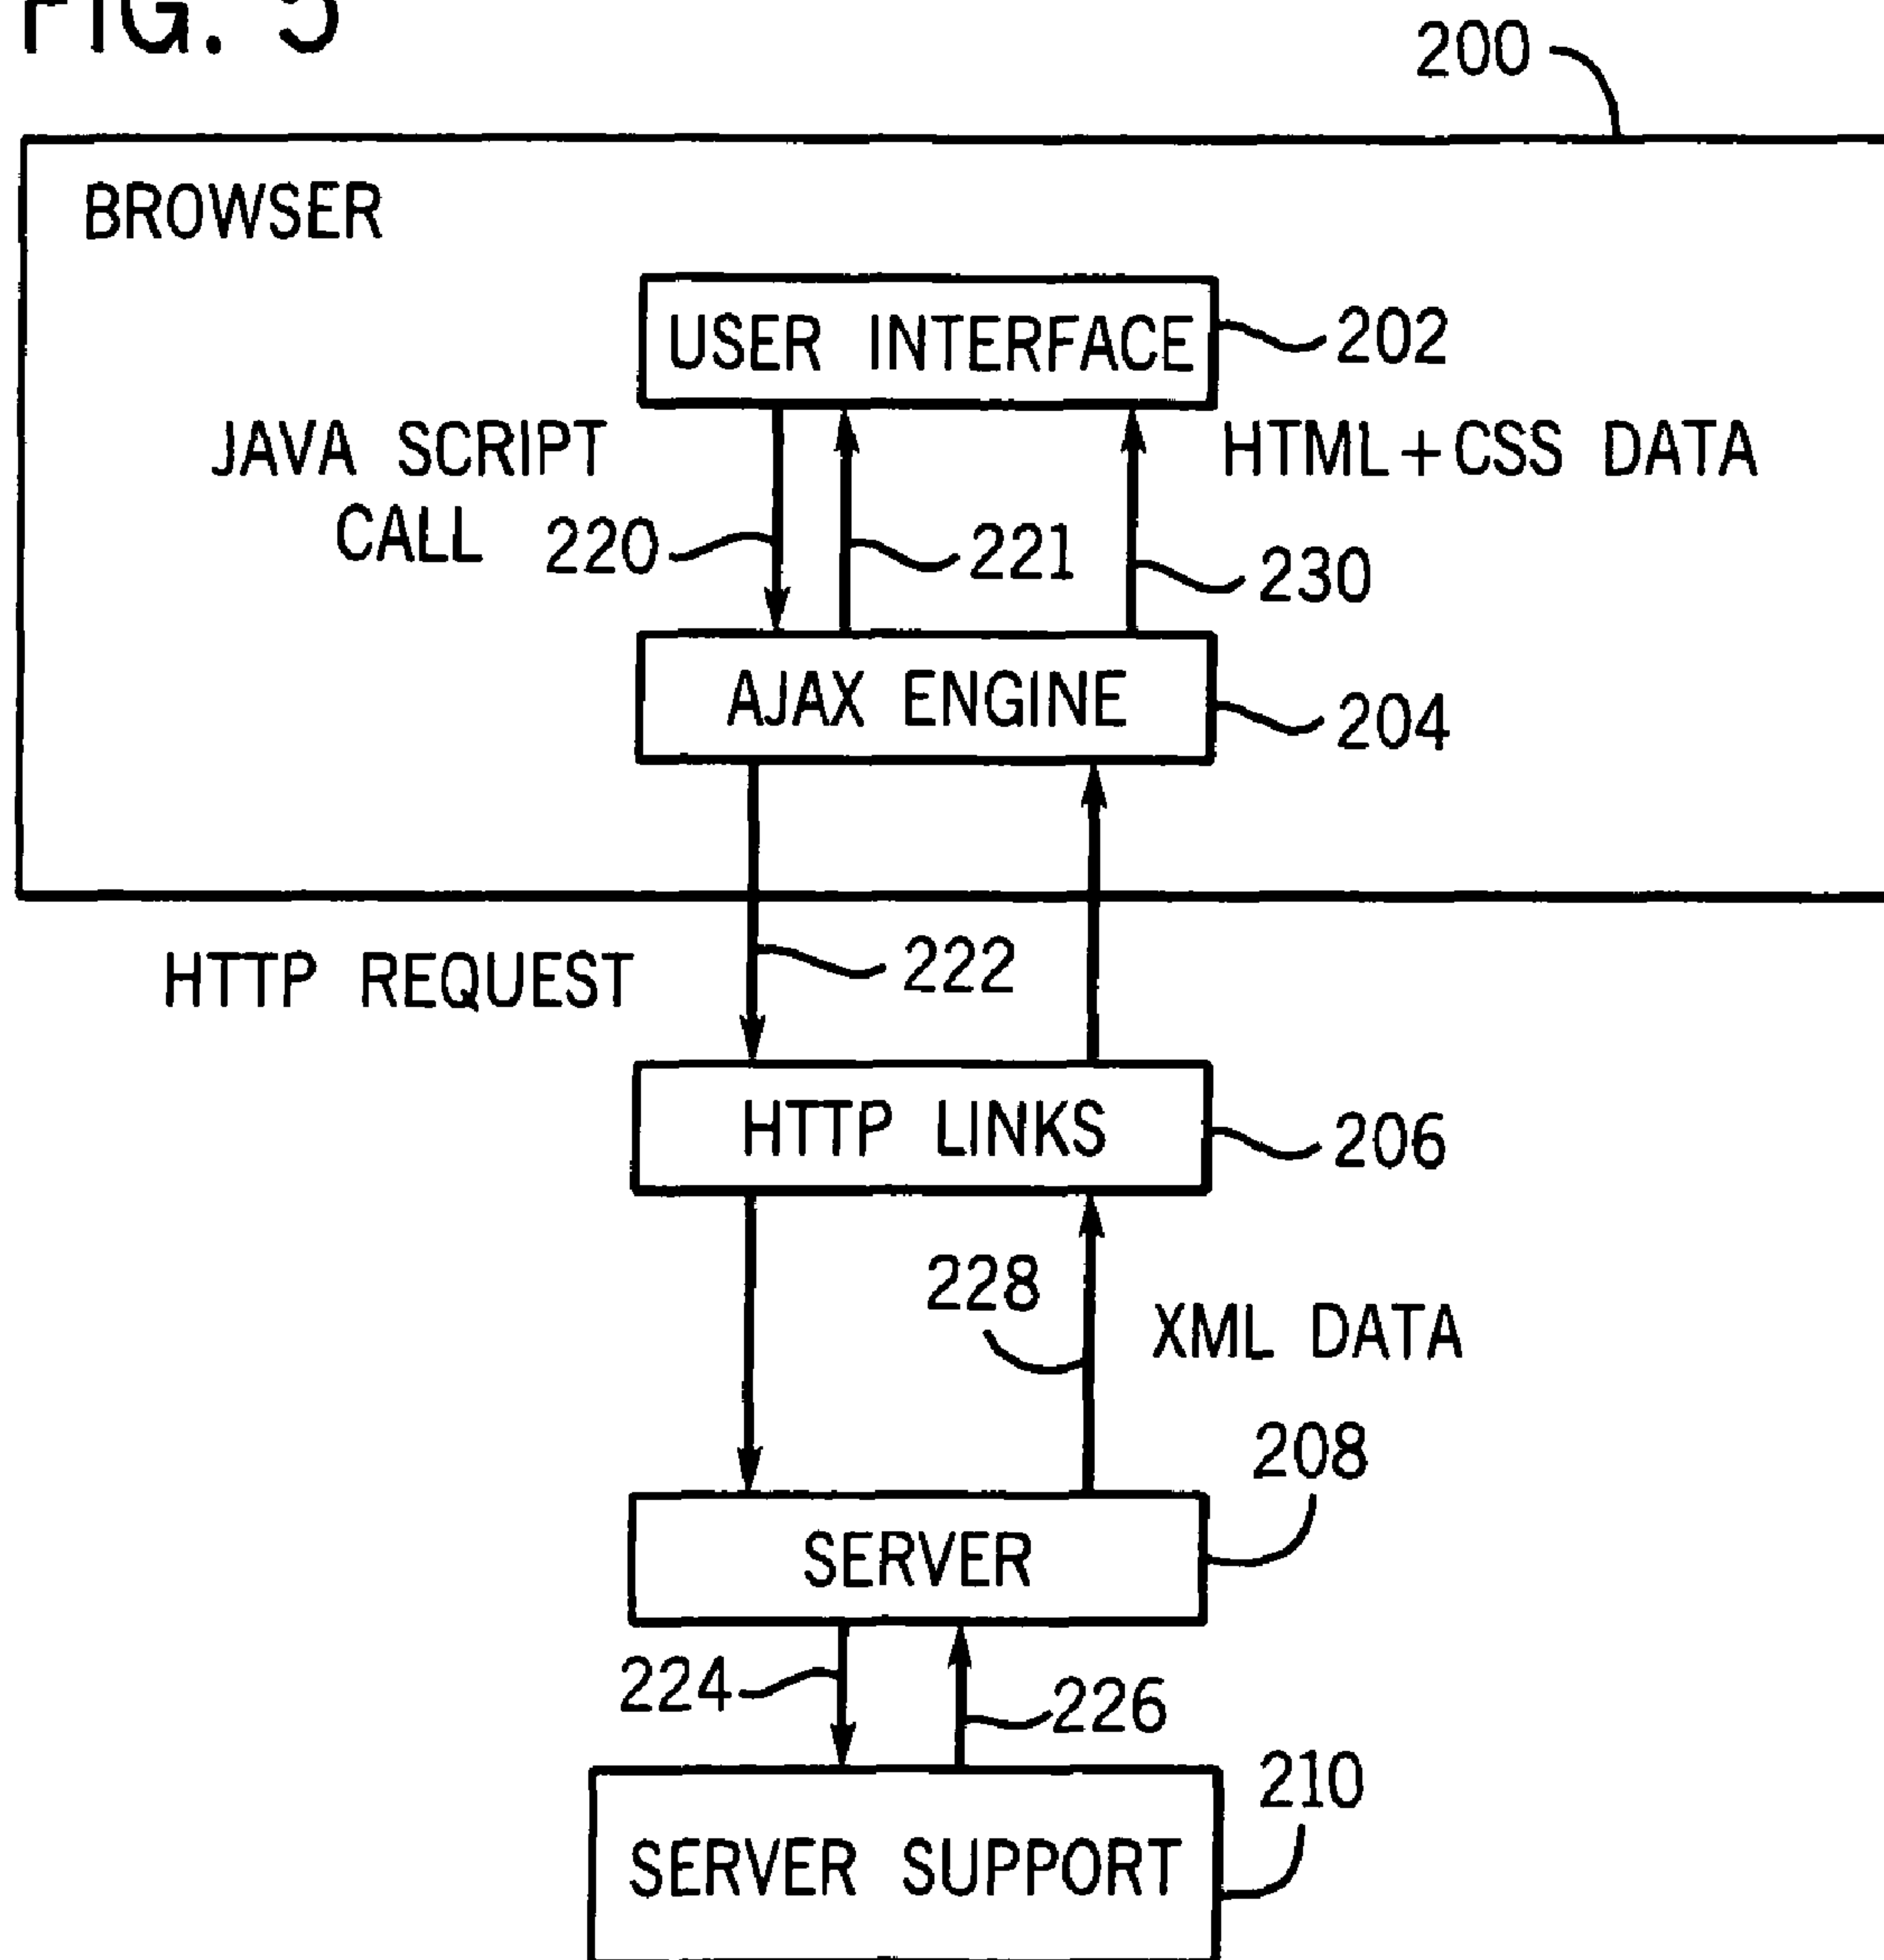 FIG. 5
200
BROWSER
USER INTERFACE
202
JAVA SCRIPT
CALL
HTML+CSS DATA
220
221
230
AJAX ENGINE
204
HTTP REQUEST
222
HTTP LINKS
206
228
XML DATA
208
SERVER
224
226
210
SERVER SUPPORT